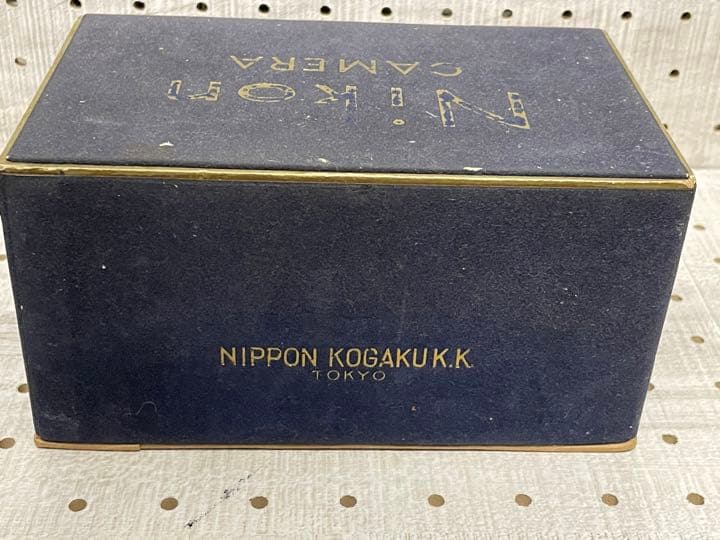 Nikon
CAMERA
NIPPON KOGAKU K.K.
TOKYO